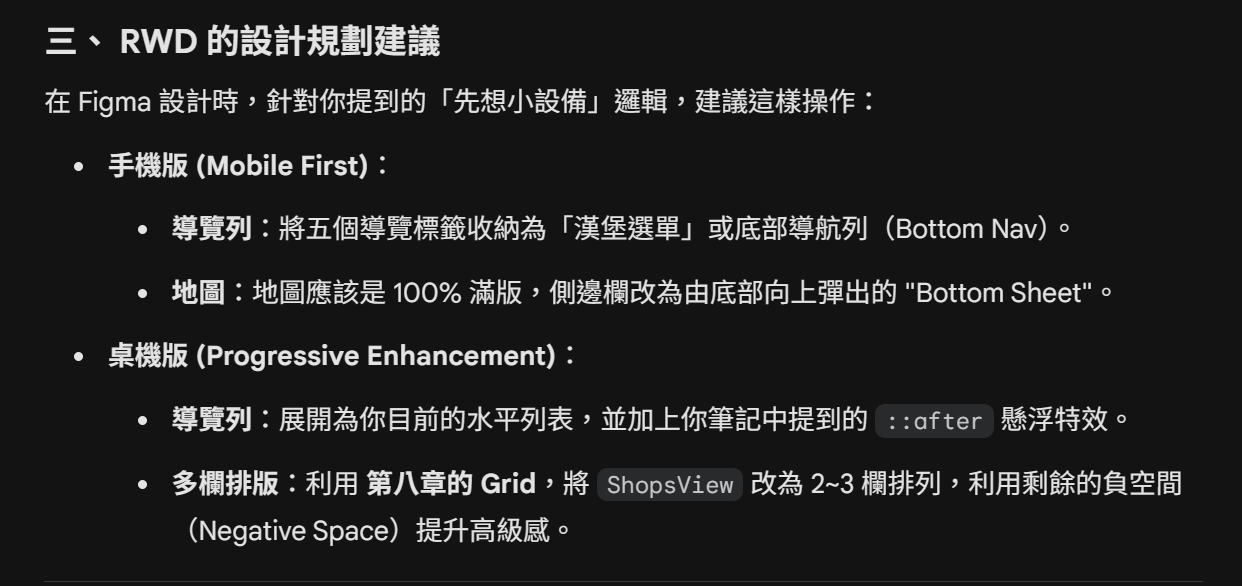 三、 RWD 的設計規劃建議
在 Figma 設計時，針對你提到的「先想小設備」邏輯，建議這樣操作：
• 手機版 (Mobile First)：
• 導覽列：將五個導覽標籤收納為「漢堡選單」或底部導航列（Bottom Nav）。
• 地圖：地圖應該是 100% 滿版，側邊欄改為由底部向上彈出的 "Bottom Sheet"。
• 桌機版 (Progressive Enhancement)：
• 導覽列：展開為你目前的水平列表，並加上你筆記中提到的 ::after 懸浮特效。
• 多欄排版：利用 第八章的 Grid，將 ShopsView 改為 2~3 欄排列，利用剩餘的負空間
（Negative Space）提升高級感。